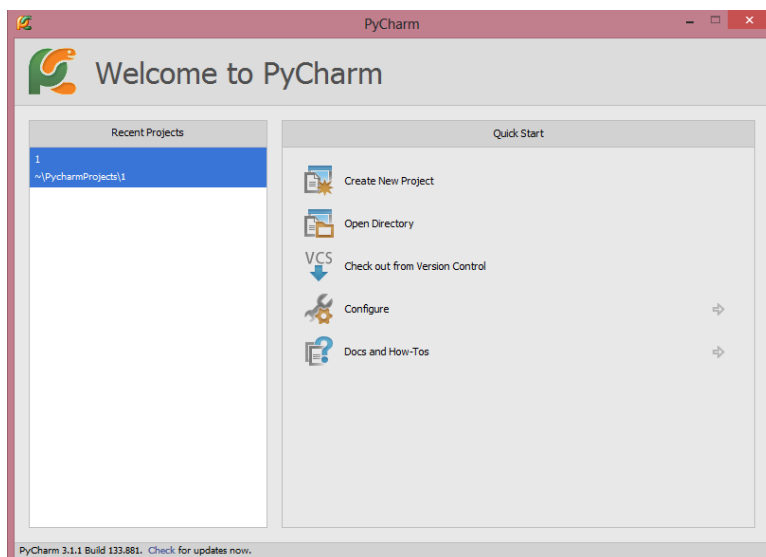 PyCharm
Welcome to PyCharm
Recent Projects
1
~\PycharmProjects\1
Quick Start
Create New Project
Open Directory
VCS
Check out from Version Control
Configure
Docs and How-Tos
PyCharm 3.1.1 Build 133.881. Check for updates now.